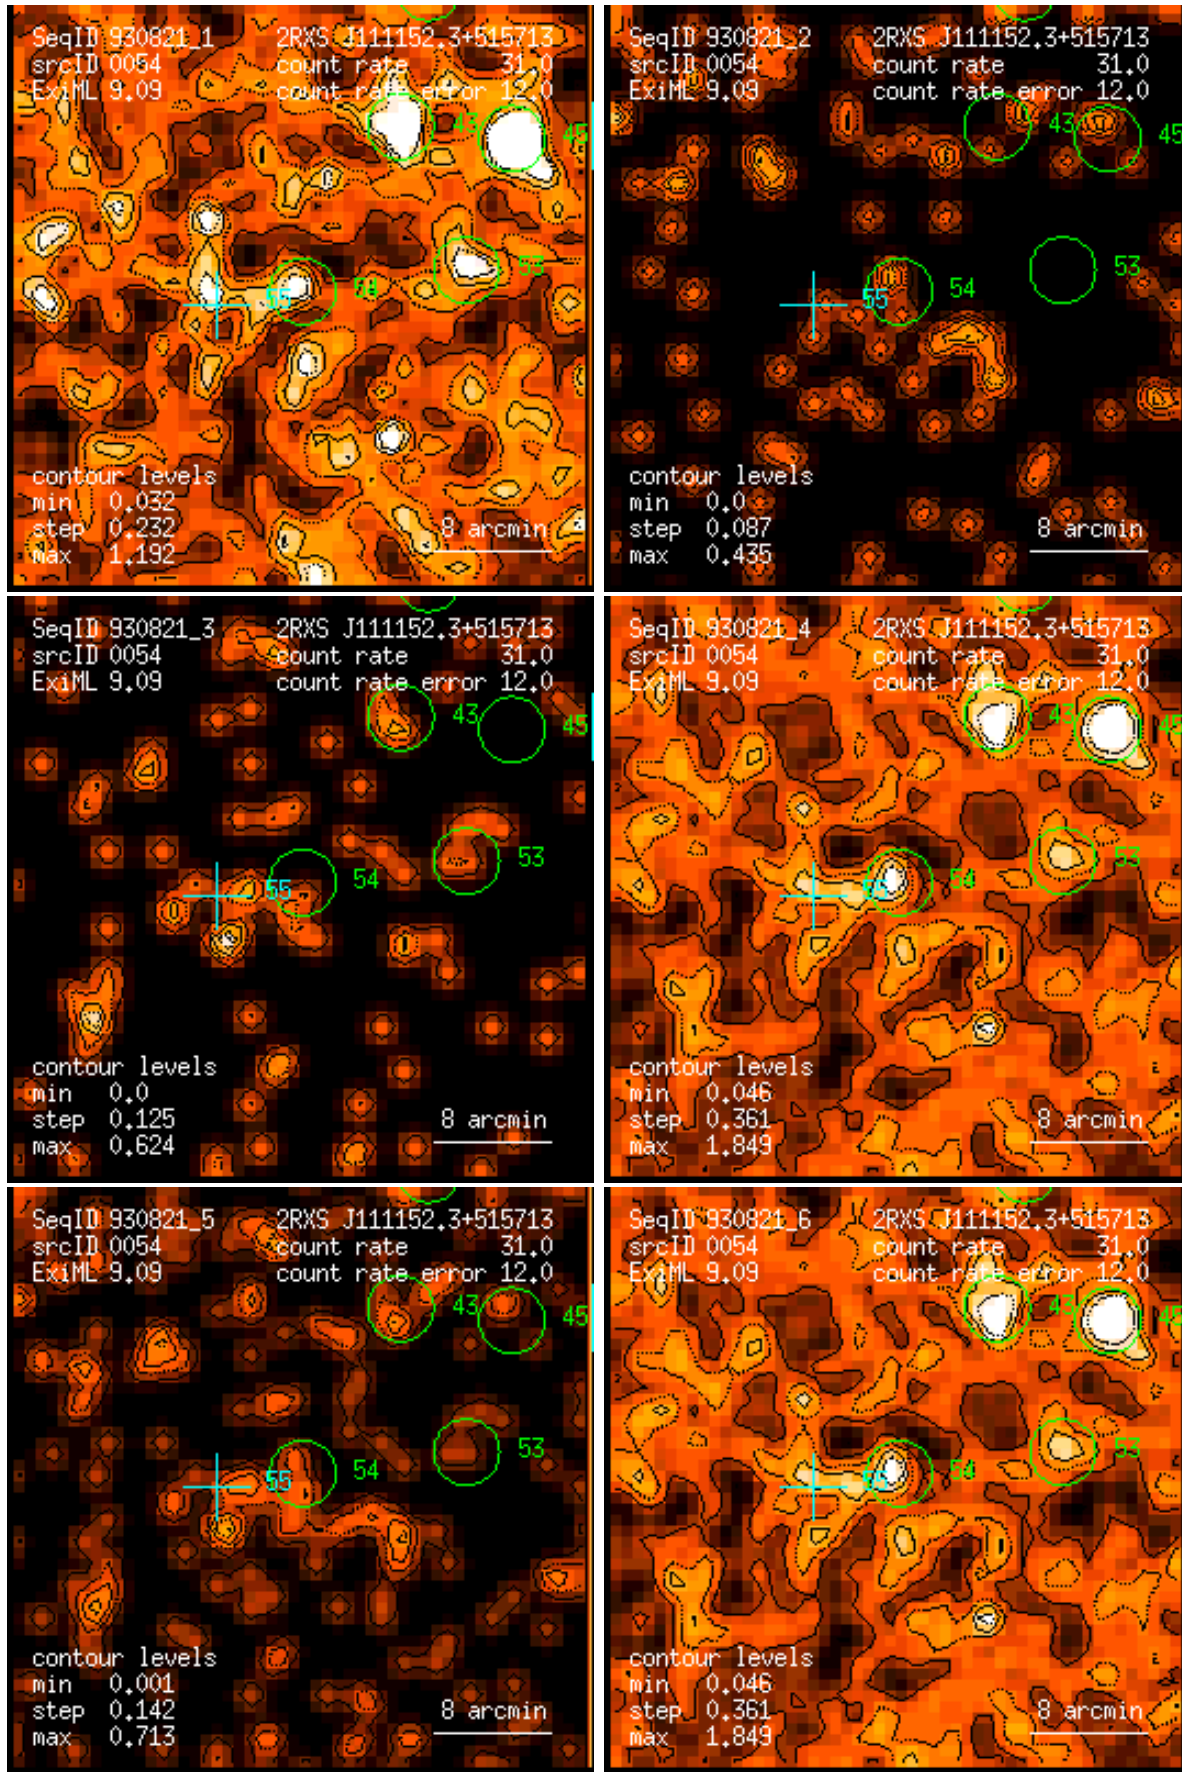 SeqID 930821_1 2RXS J111152.3+515713
srcID 0054 count rate 31.0
ExiML 9.09 count rate error 12.0
43
45
53
54
55
contour levels
min 0.032
step 0.232
max 1.192
8 arcmin
SeqID 930821_2 2RXS J111152.3+515713
srcID 0054 count rate 31.0
ExiML 9.09 count rate error 12.0
43
45
53
54
55
contour levels
min 0.0
step 0.087
max 0.435
8 arcmin
SeqID 930821_3 2RXS J111152.3+515713
srcID 0054 count rate 31.0
ExiML 9.09 count rate error 12.0
43
45
53
54
55
contour levels
min 0.0
step 0.125
max 0.624
8 arcmin
SeqID 930821_4 2RXS J111152.3+515713
srcID 0054 count rate 31.0
ExiML 9.09 count rate error 12.0
43
45
53
54
55
contour levels
min 0.046
step 0.361
max 1.849
8 arcmin
SeqID 930821_5 2RXS J111152.3+515713
srcID 0054 count rate 31.0
ExiML 9.09 count rate error 12.0
43
45
53
54
55
contour levels
min 0.001
step 0.142
max 0.713
8 arcmin
SeqID 930821_6 2RXS J111152.3+515713
srcID 0054 count rate 31.0
ExiML 9.09 count rate error 12.0
43
45
53
54
55
contour levels
min 0.046
step 0.361
max 1.849
8 arcmin